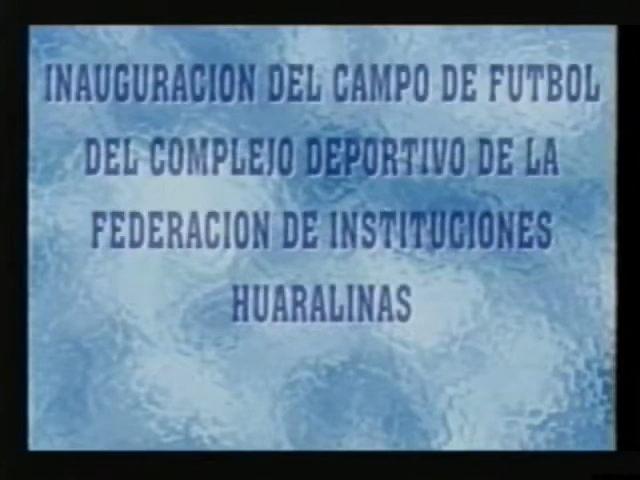 INAUGURACION DEL CAMPO DE FUTBOL
DEL COMPLEJO DEPORTIVO DE LA
FEDERACION DE INSTITUCIONES
HUARALINAS